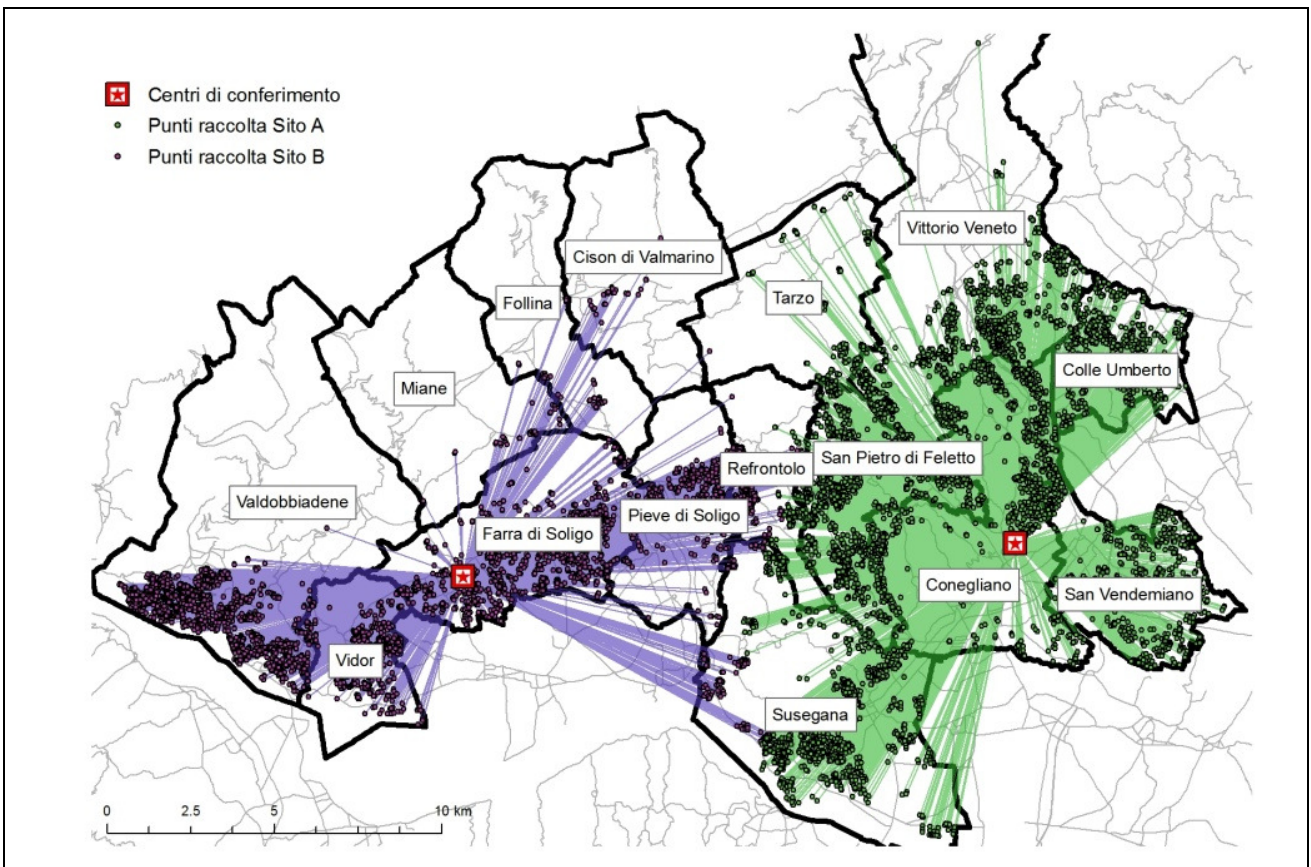 Centri di conferimento
Punti raccolta Sito A
Punti raccolta Sito B
Vittorio Veneto
Cison di Valmarino
Tarzo
Follina
Colle Umberto
Miane
San Pietro di Feletto
Refrontolo
Valdobbiadene
Pieve di Soligo
Farra di Soligo
Conegliano
San Vendemiano
Vidor
Susegana
0 2.5 5 10 km